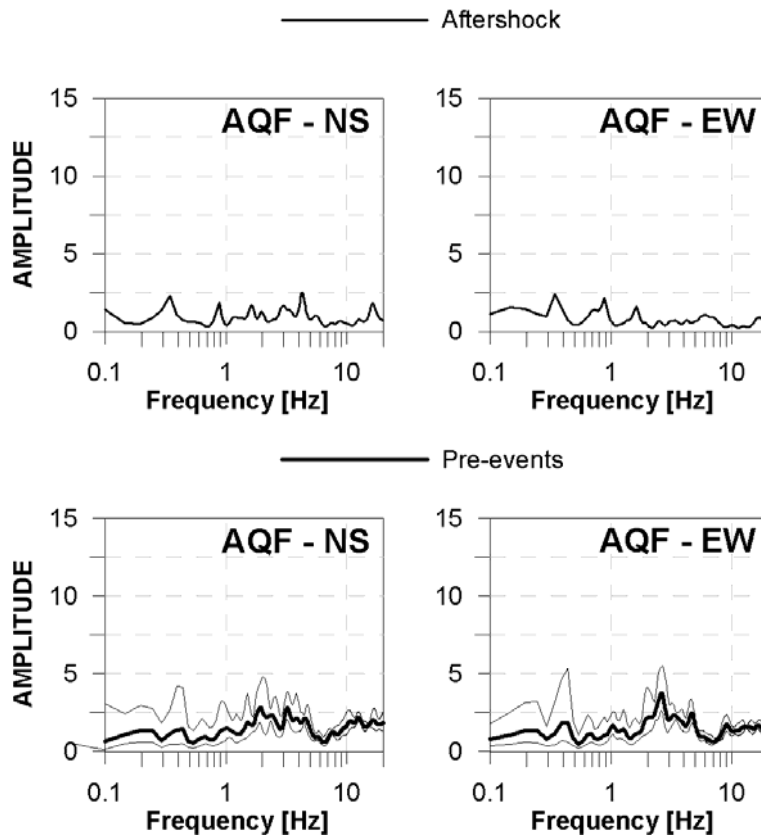 Aftershock
AQF - NS
AQF - EW
AMPLITUDE
15
10
5
0
15
10
5
0
0.1
1
10
0.1
1
10
Frequency [Hz]
Frequency [Hz]
Pre-events
AQF - NS
AQF - EW
AMPLITUDE
15
10
5
0
15
10
5
0
0.1
1
10
0.1
1
10
Frequency [Hz]
Frequency [Hz]